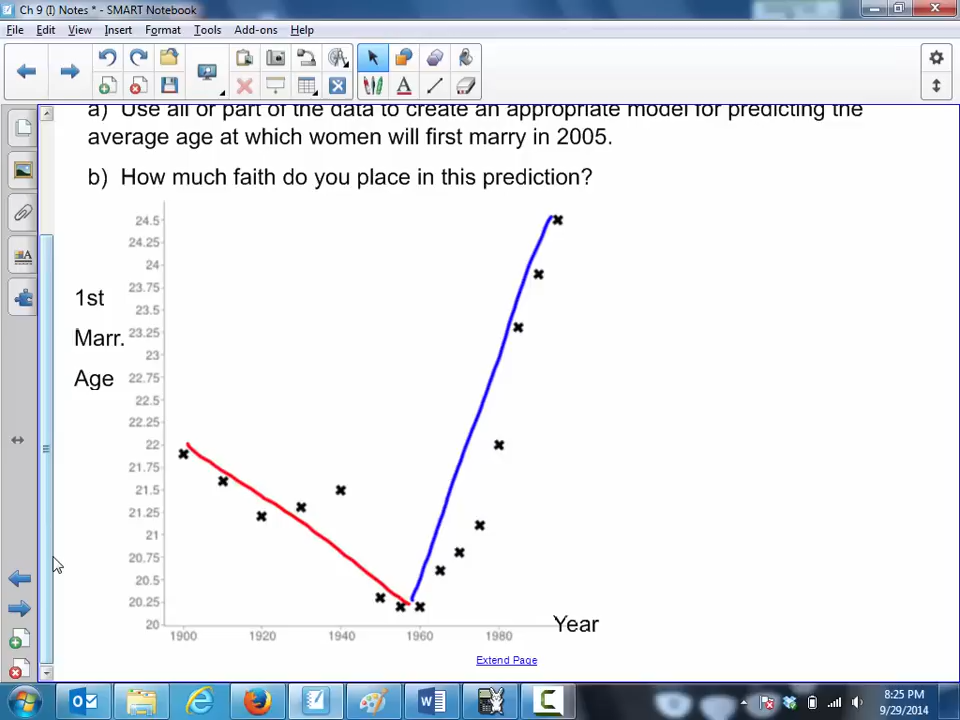 Ch 9 (I) Notes * - SMART Notebook
File Edit View Insert Format Tools Add-ons Help
a) Use all or part of the data to create an appropriate model for predicting the
average age at which women will first marry in 2005.
b) How much faith do you place in this prediction?
24.5
24.25
24
23.75
1st
23.5
Marr.
23.25
23
Age
22.75
22.5
22.25
22
21.75
21.5
21.25
21
20.75
20.5
20.25
20
Year
1900 1920 1940 1960 1980
Extend Page
8:25 PM
9/29/2014